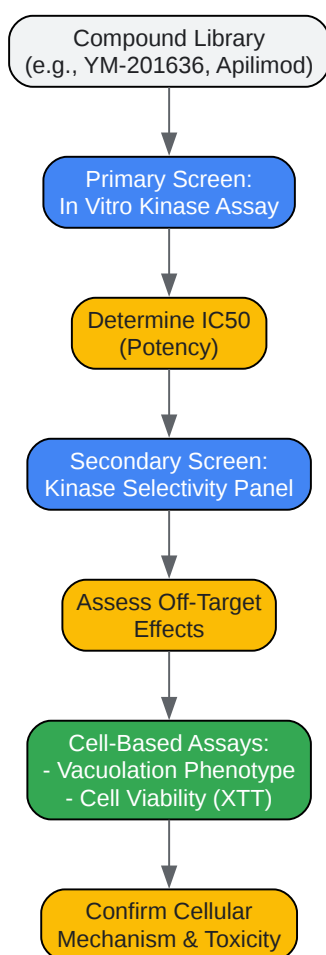 Compound Library
(e.g., YM-201636, Apilimod)
Primary Screen:
In Vitro Kinase Assay
Determine IC50
(Potency)
Secondary Screen:
Kinase Selectivity Panel
Assess Off-Target
Effects
Cell-Based Assays:
- Vacuolation Phenotype
- Cell Viability (XTT)
Confirm Cellular
Mechanism & Toxicity